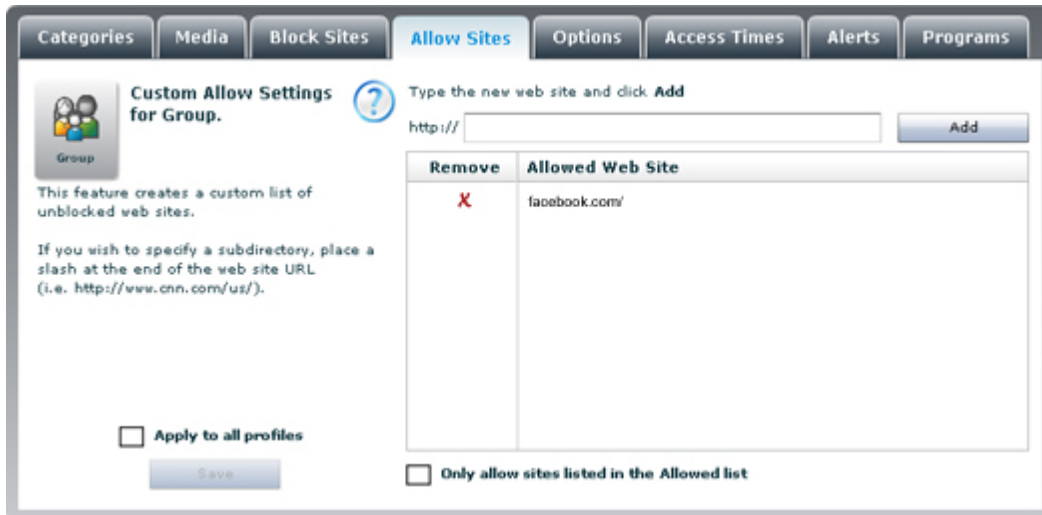 Categories
Media
Block Sites
Allow Sites
Options
Access Times
Alerts
Programs
Custom Allow Settings
for Group.
?
Group
This feature creates a custom list of
unblocked web sites.
If you wish to specify a subdirectory, place a
slash at the end of the web site URL
(i.e. http://www.cnn.com/us/).
Apply to all profiles
Save
Type the new web site and click Add
http://
Add
Remove
Allowed Web Site
X
facebook.com/
Only allow sites listed in the Allowed list